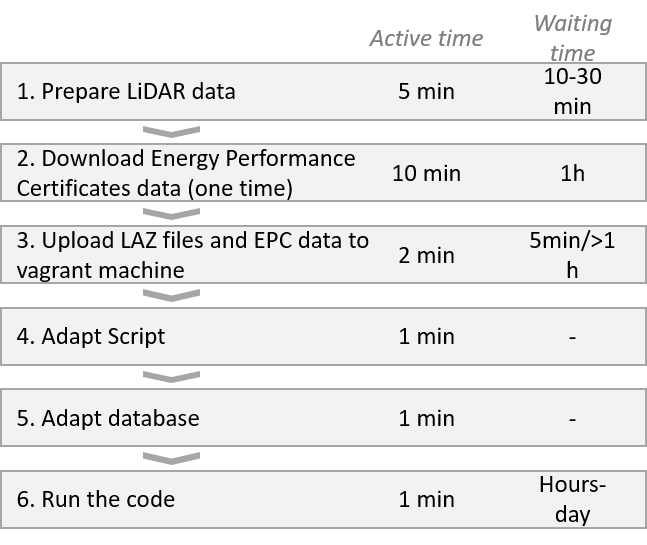 Active time
Waiting
time
1. Prepare LiDAR data
5 min
10-30
min
2. Download Energy Performance
Certificates data (one time)
10 min
1h
3. Upload LAZ files and EPC data to
vagrant machine
2 min
5min/>1
h
4. Adapt Script
1 min
-
5. Adapt database
1 min
-
6. Run the code
1 min
Hours-
day